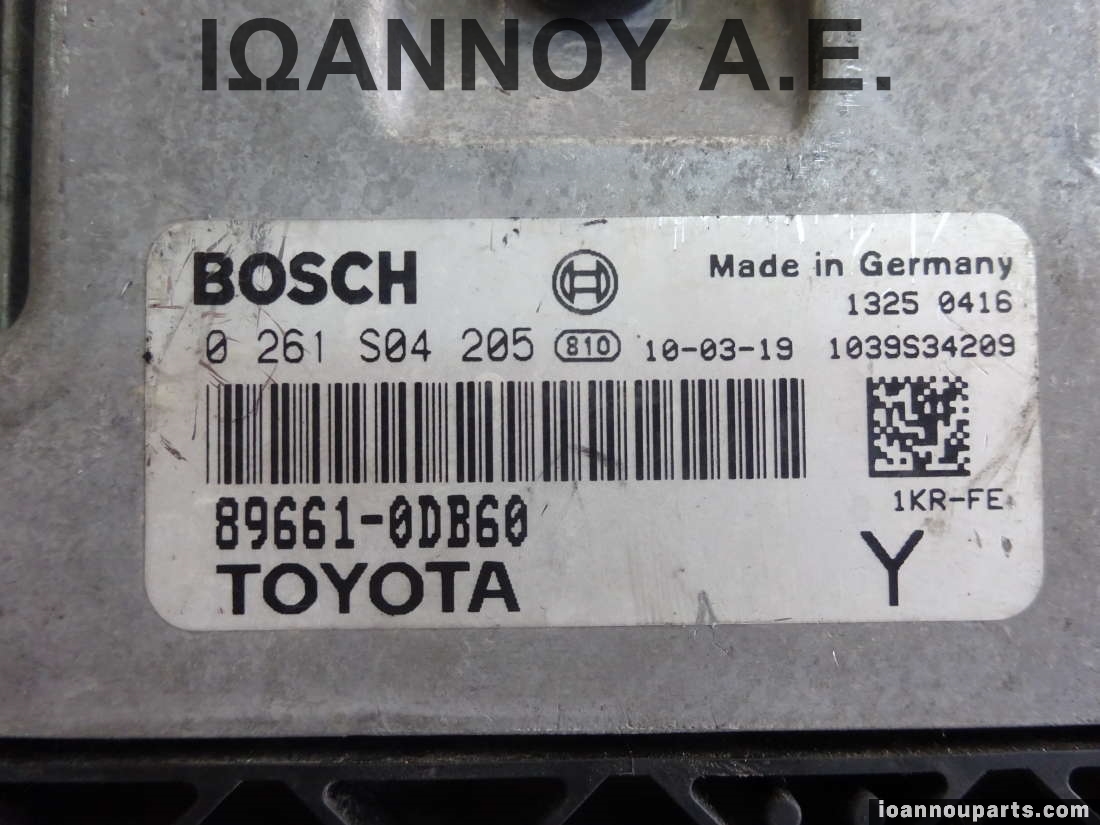 ΙΩΑΝΝΟΥ Α.Ε.
BOSCH
Made in Germany
1325 0416
0 261 S04 205 810 10-03-19 1039S34209
1KR-FE
89661-0DB60
TOYOTA
Y
ioannouparts.com